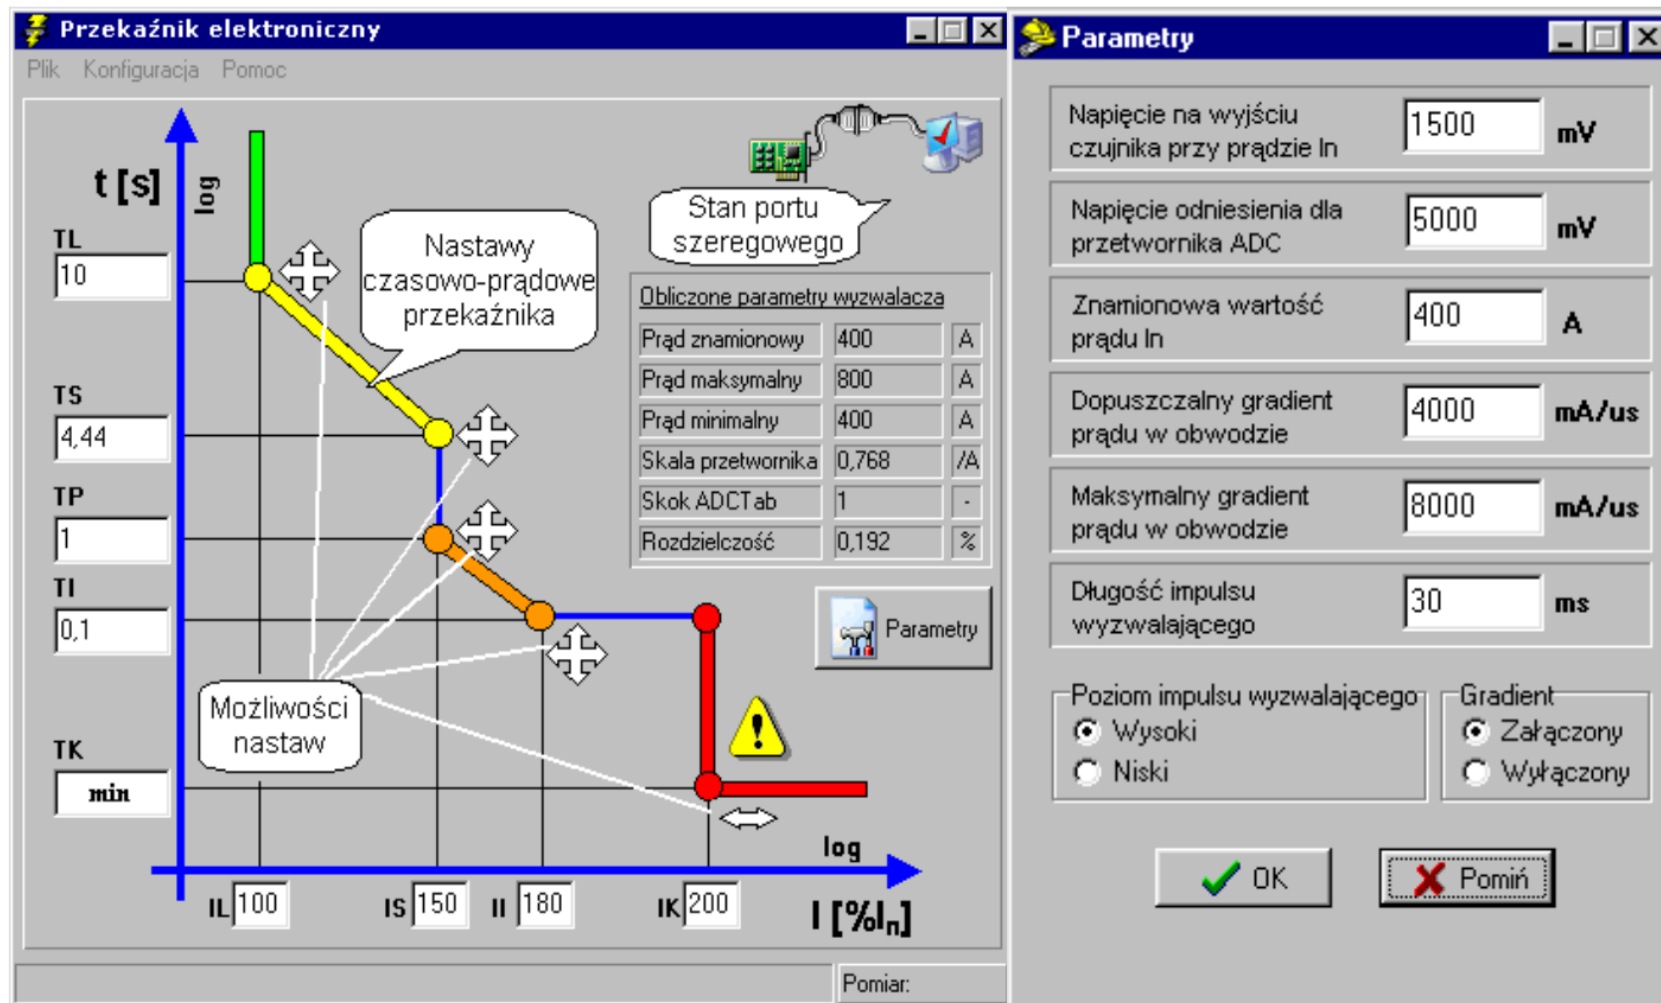 Przekaźnik elektroniczny
Plik Konfiguracja Pomoc
t [s]
log
TL
10
TS
4,44
TP
1
TI
0,1
TK
min
Nastawy
czasowo-prądowe
przekaźnika
Stan portu
szeregowego
Obliczone parametry wyzwalacza
Prąd znamionowy 400 A
Prąd maksymalny 800 A
Prąd minimalny 400 A
Skala przetwornika 0,768 /A
Skok ADCTab 1 -
Rozdzielczość 0,192 %
Parametry
Możliwości
nastaw
log
IL 100 IS 150 II 180 IK 200
I [%In]
Pomiar:
Parametry
Napięcie na wyjściu
czujnika przy prądzie In
1500 mV
Napięcie odniesienia dla
przetwornika ADC
5000 mV
Znamionowa wartość
prądu In
400 A
Dopuszczalny gradient
prądu w obwodzie
4000 mA/us
Maksymalny gradient
prądu w obwodzie
8000 mA/us
Długość impulsu
wyzwalającego
30 ms
Poziom impulsu wyzwalającego
Wysoki
Niski
Gradient
Załączony
Wyłączony
OK
Pomiń